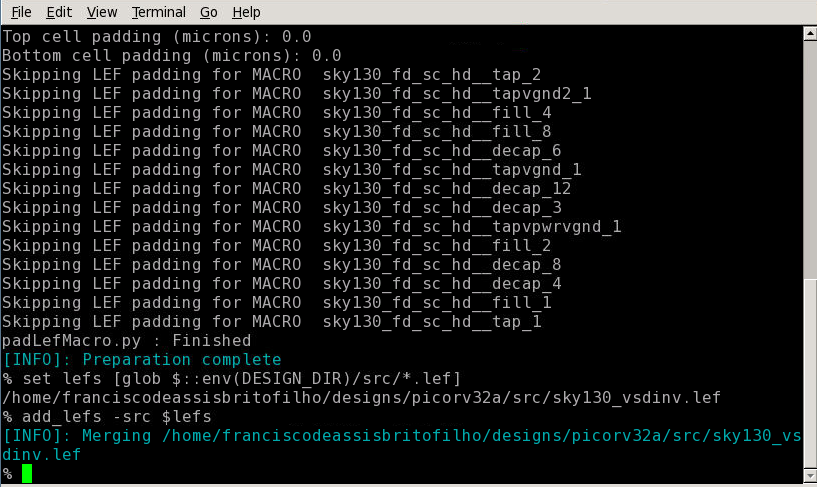 File Edit View Terminal Go Help
Top cell padding (microns): 0.0
Bottom cell padding (microns): 0.0
Skipping LEF padding for MACRO  sky130_fd_sc_hd__tap_2
Skipping LEF padding for MACRO  sky130_fd_sc_hd__tapvgnd2_1
Skipping LEF padding for MACRO  sky130_fd_sc_hd__fill_4
Skipping LEF padding for MACRO  sky130_fd_sc_hd__fill_8
Skipping LEF padding for MACRO  sky130_fd_sc_hd__decap_6
Skipping LEF padding for MACRO  sky130_fd_sc_hd__tapvgnd_1
Skipping LEF padding for MACRO  sky130_fd_sc_hd__decap_12
Skipping LEF padding for MACRO  sky130_fd_sc_hd__decap_3
Skipping LEF padding for MACRO  sky130_fd_sc_hd__tapvpwrvgnd_1
Skipping LEF padding for MACRO  sky130_fd_sc_hd__fill_2
Skipping LEF padding for MACRO  sky130_fd_sc_hd__decap_8
Skipping LEF padding for MACRO  sky130_fd_sc_hd__decap_4
Skipping LEF padding for MACRO  sky130_fd_sc_hd__fill_1
Skipping LEF padding for MACRO  sky130_fd_sc_hd__tap_1
padLefMacro.py : Finished
[INFO]: Preparation complete
% set lefs [glob $::env(DESIGN_DIR)/src/*.lef]
/home/franciscodeassisbritofilho/designs/picorv32a/src/sky130_vsdinv.lef
% add_lefs -src $lefs
[INFO]: Merging /home/franciscodeassisbritofilho/designs/picorv32a/src/sky130_vs
dinv.lef
%